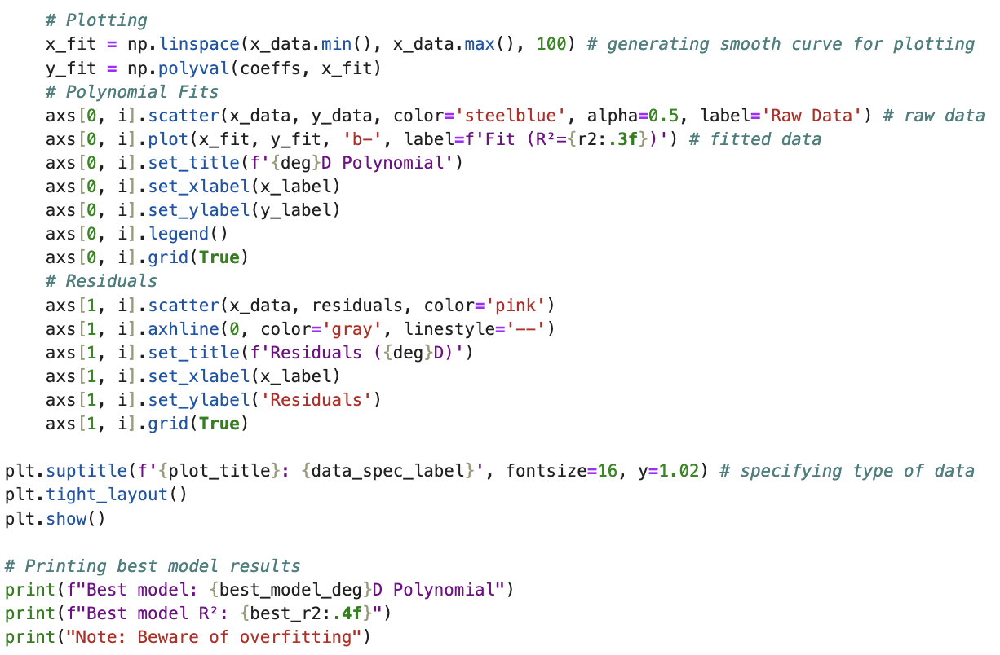 # Plotting
    x_fit = np.linspace(x_data.min(), x_data.max(), 100) # generating smooth curve for plotting
    y_fit = np.polyval(coeffs, x_fit)
    # Polynomial Fits
    axs[0, i].scatter(x_data, y_data, color='steelblue', alpha=0.5, label='Raw Data') # raw data
    axs[0, i].plot(x_fit, y_fit, 'b-', label=f'Fit (R²={r2:.3f})') # fitted data
    axs[0, i].set_title(f'{deg}D Polynomial')
    axs[0, i].set_xlabel(x_label)
    axs[0, i].set_ylabel(y_label)
    axs[0, i].legend()
    axs[0, i].grid(True)
    # Residuals
    axs[1, i].scatter(x_data, residuals, color='pink')
    axs[1, i].axhline(0, color='gray', linestyle='--')
    axs[1, i].set_title(f'Residuals ({deg}D)')
    axs[1, i].set_xlabel(x_label)
    axs[1, i].set_ylabel('Residuals')
    axs[1, i].grid(True)

plt.suptitle(f'{plot_title}: {data_spec_label}', fontsize=16, y=1.02) # specifying type of data
plt.tight_layout()
plt.show()

# Printing best model results
print(f"Best model: {best_model_deg}D Polynomial")
print(f"Best model R²: {best_r2:.4f}")
print("Note: Beware of overfitting")